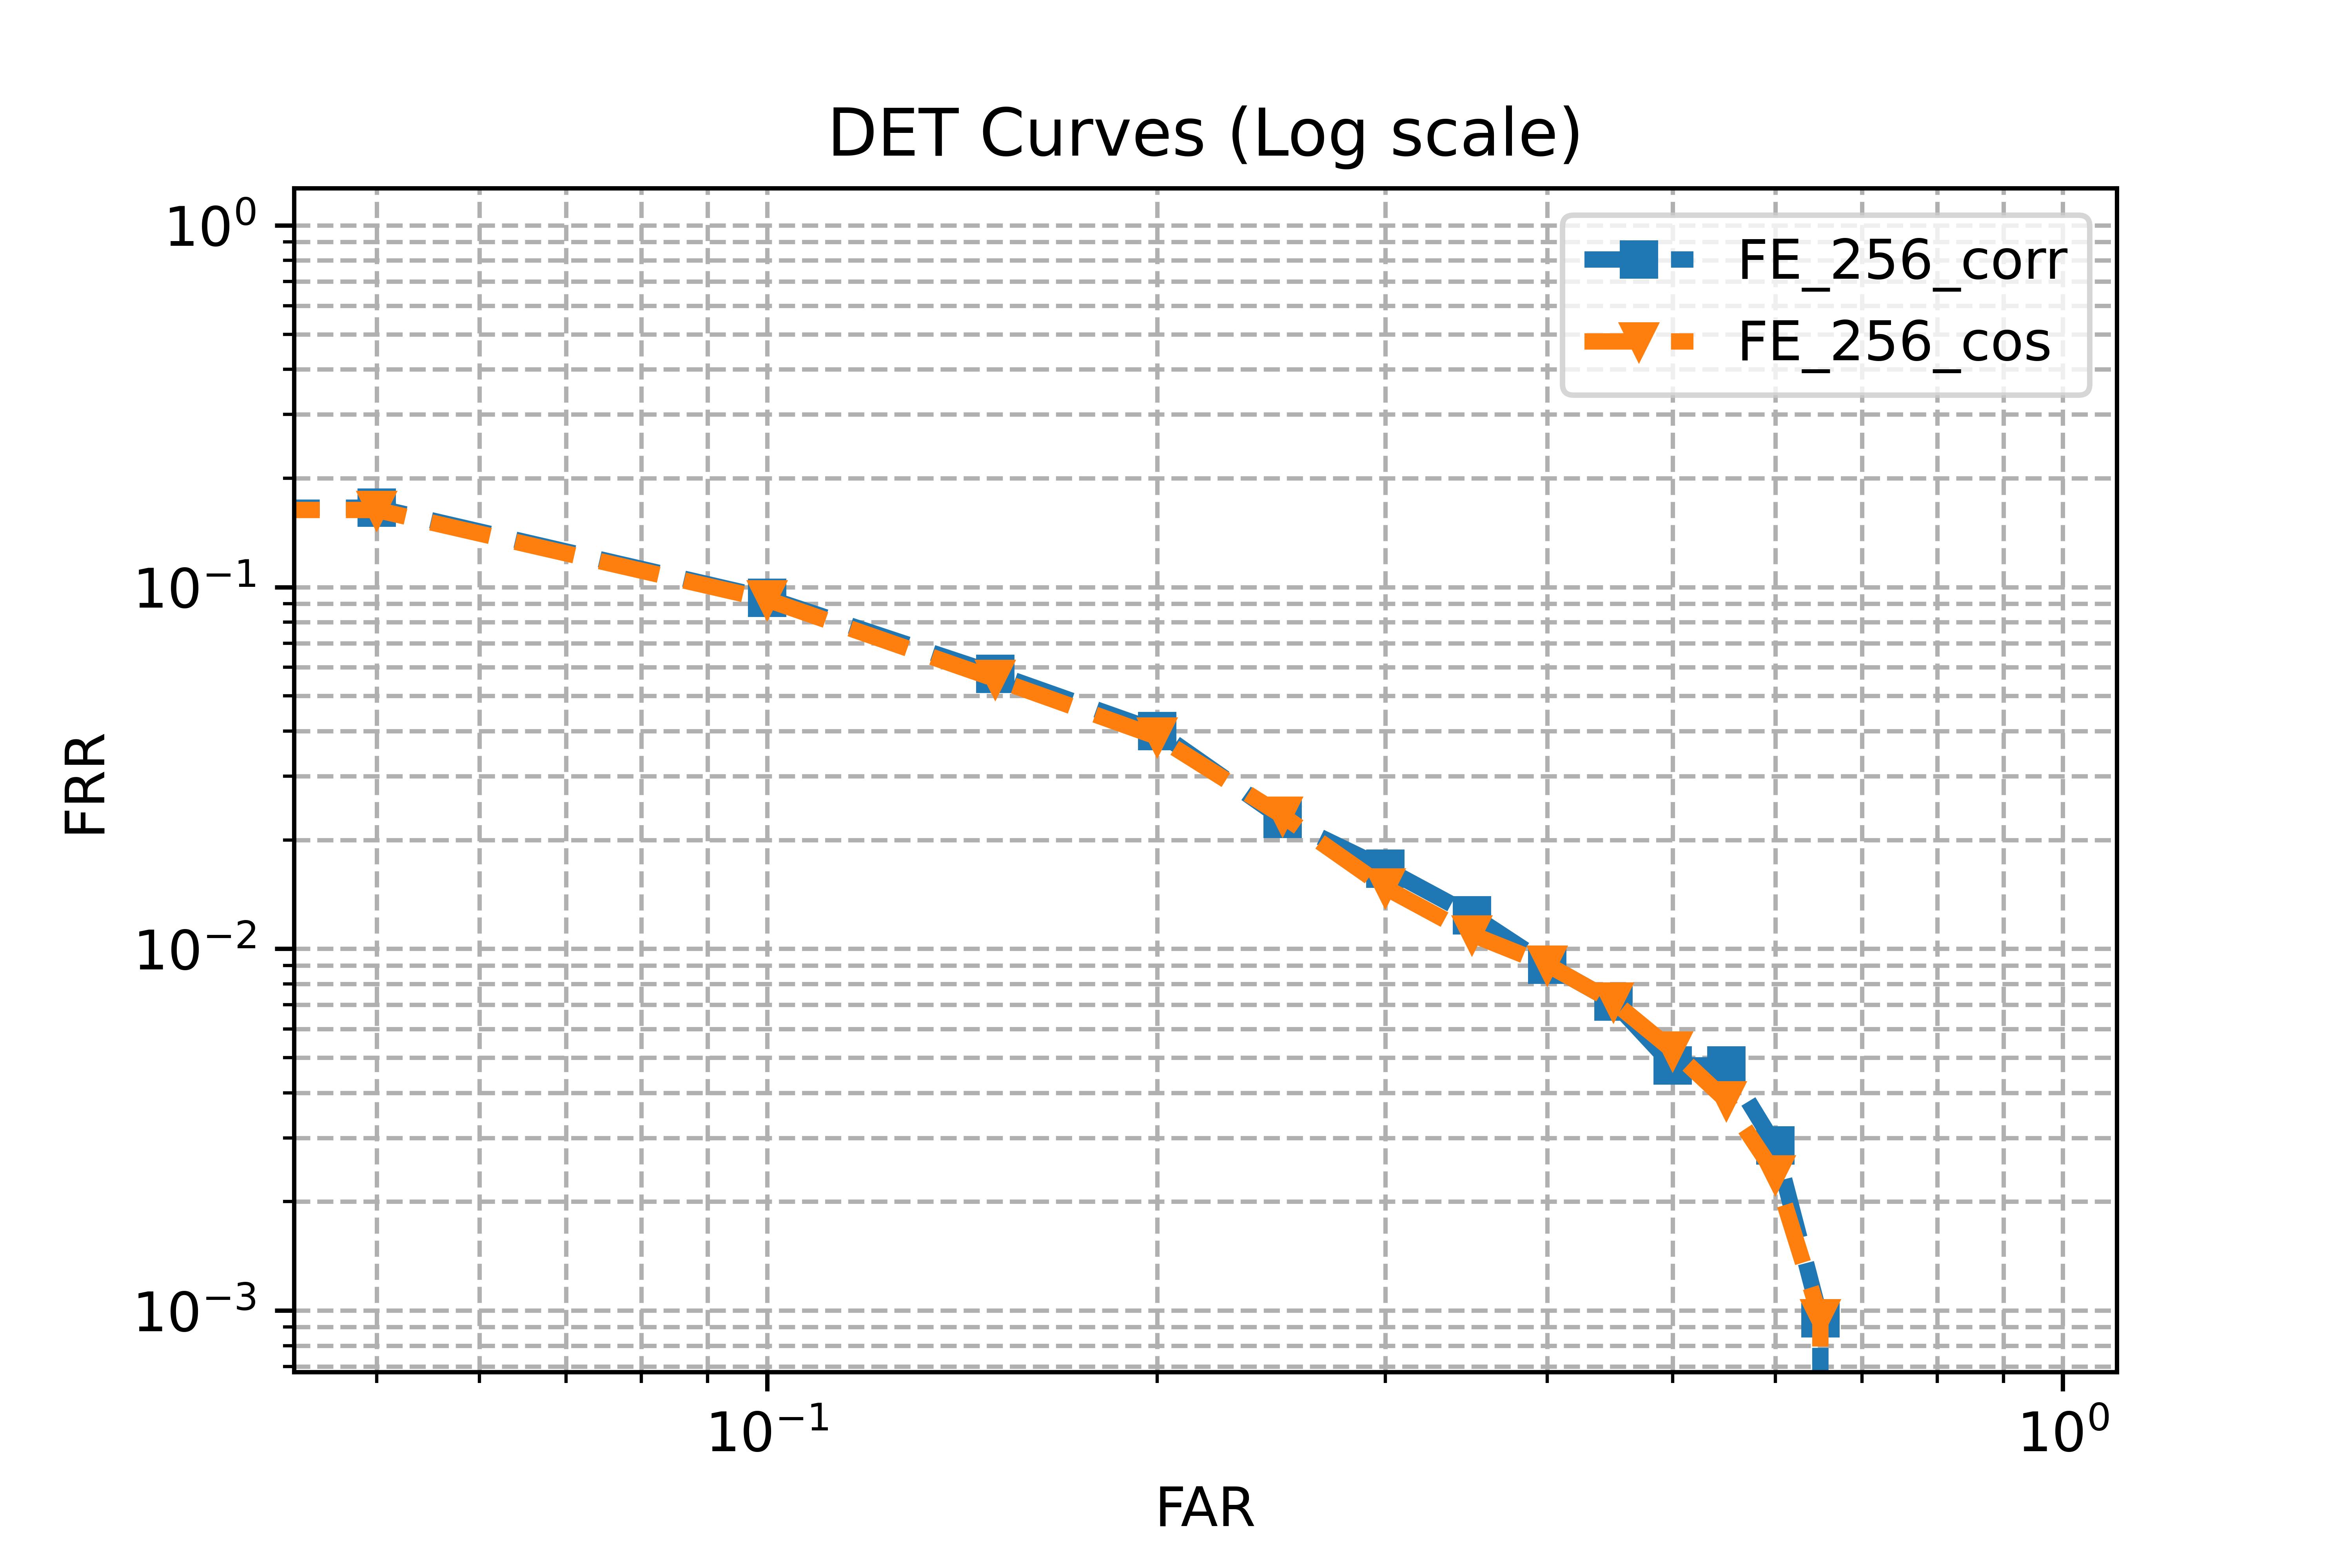 DET Curves (Log scale)
10⁰
FE_256_corr
FE_256_cos
10⁻¹
FRR
10⁻²
10⁻³
10⁻¹
10⁰
FAR